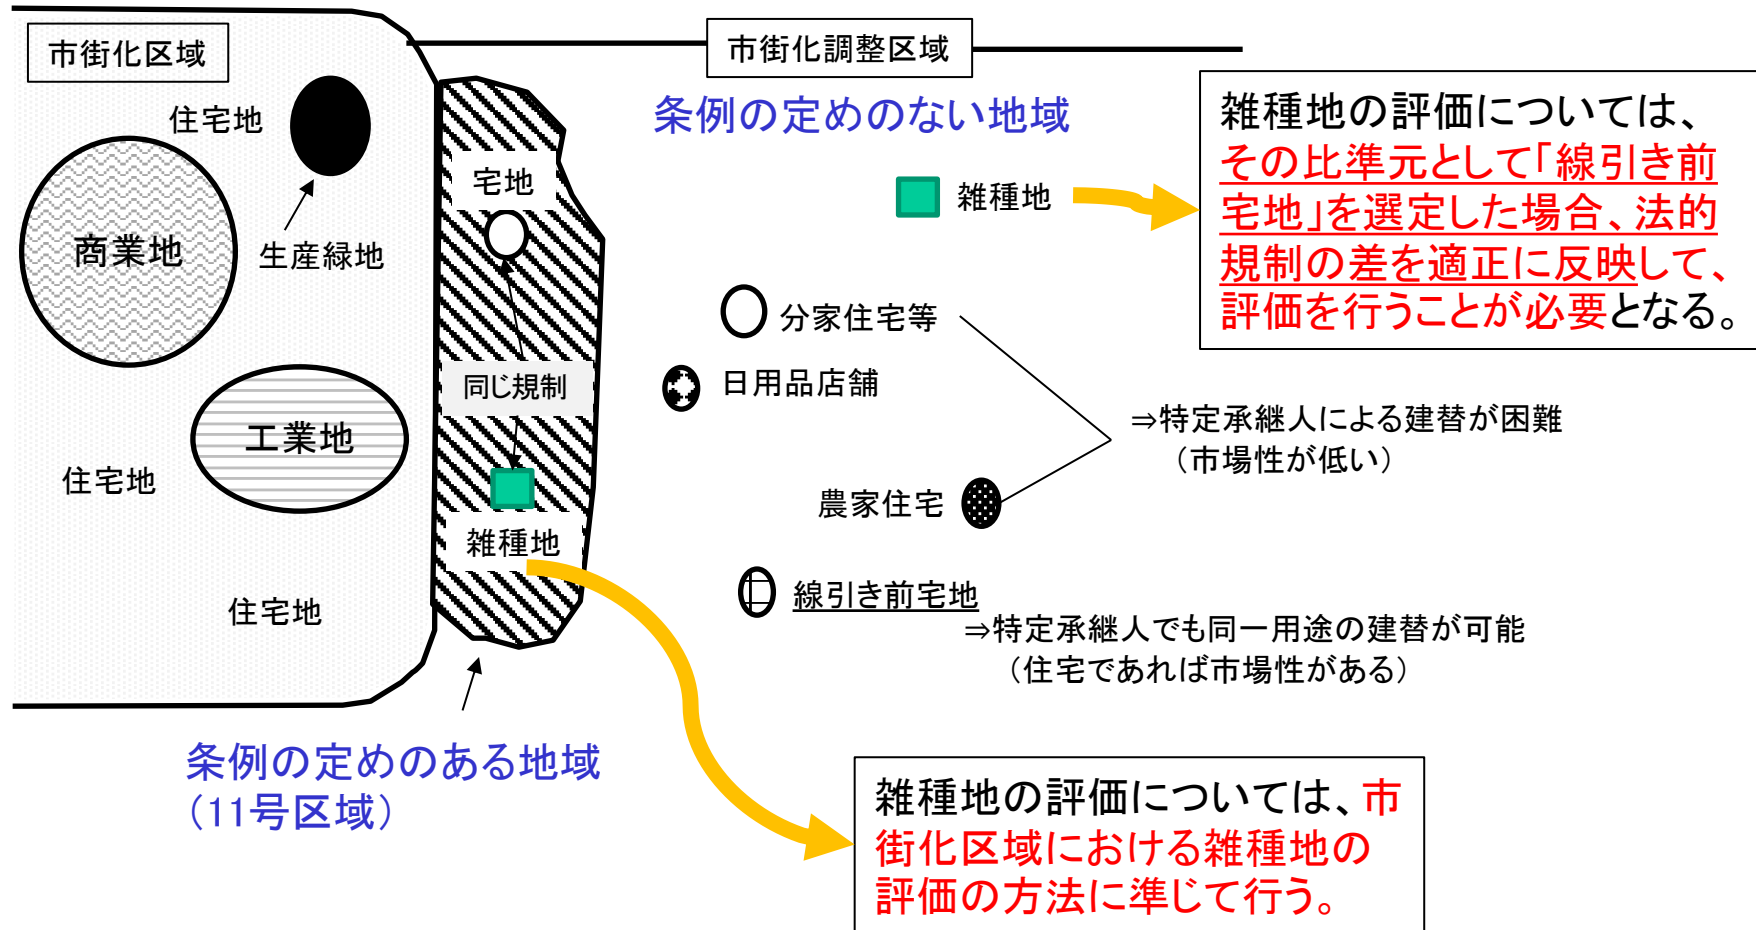 市街化区域
市街化調整区域
条例の定めのない地域
住宅地
商業地
生産緑地
工業地
住宅地
住宅地
宅地
同じ規制
雑種地
条例の定めのある地域
（11号区域）
雑種地
雑種地の評価については、
その比準元として「線引き前
宅地」を選定した場合、法的
規制の差を適正に反映して、
評価を行うことが必要となる。
分家住宅等
日用品店舗
⇒特定承継人による建替が困難
（市場性が低い）
農家住宅
線引き前宅地
⇒特定承継人でも同一用途の建替が可能
（住宅であれば市場性がある）
雑種地の評価については、市
街化区域における雑種地の
評価の方法に準じて行う。